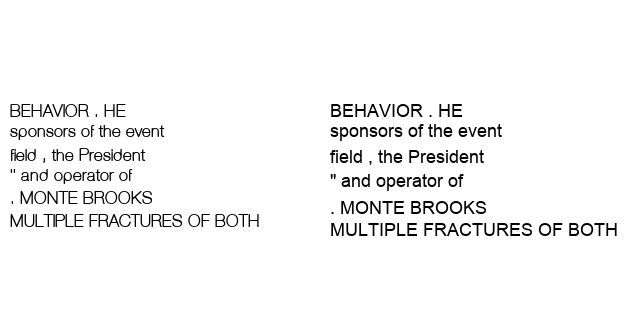 BEHAVIOR . HE
sponsors of the event
field , the President
" and operator of
. MONTE BROOKS
MULTIPLE FRACTURES OF BOTH
BEHAVIOR . HE
sponsors of the event
field , the President
" and operator of
. MONTE BROOKS
MULTIPLE FRACTURES OF BOTH